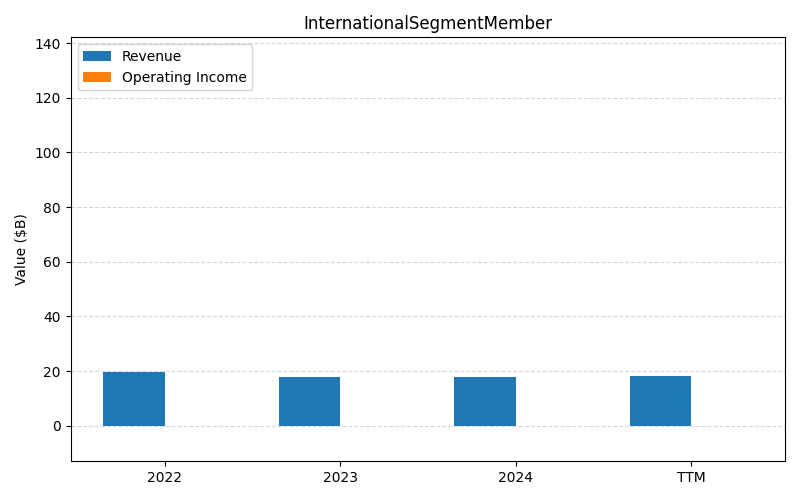 InternationalSegmentMember
Revenue
Operating Income
Value ($B)
140
120
100
80
60
40
20
0
2022
2023
2024
TTM